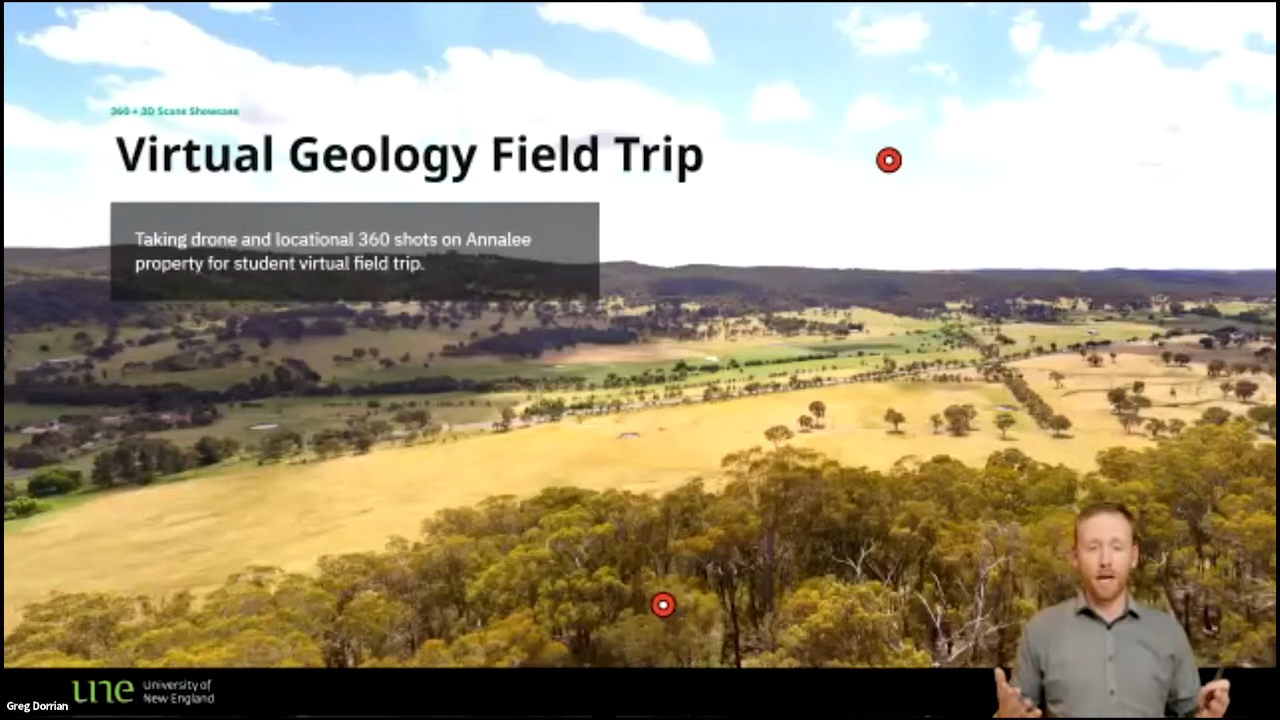 360 + 3D Scans Showcase
Virtual Geology Field Trip
Taking drone and locational 360 shots on Annalee
property for student virtual field trip.
une
University of
New England
Greg Dorrian